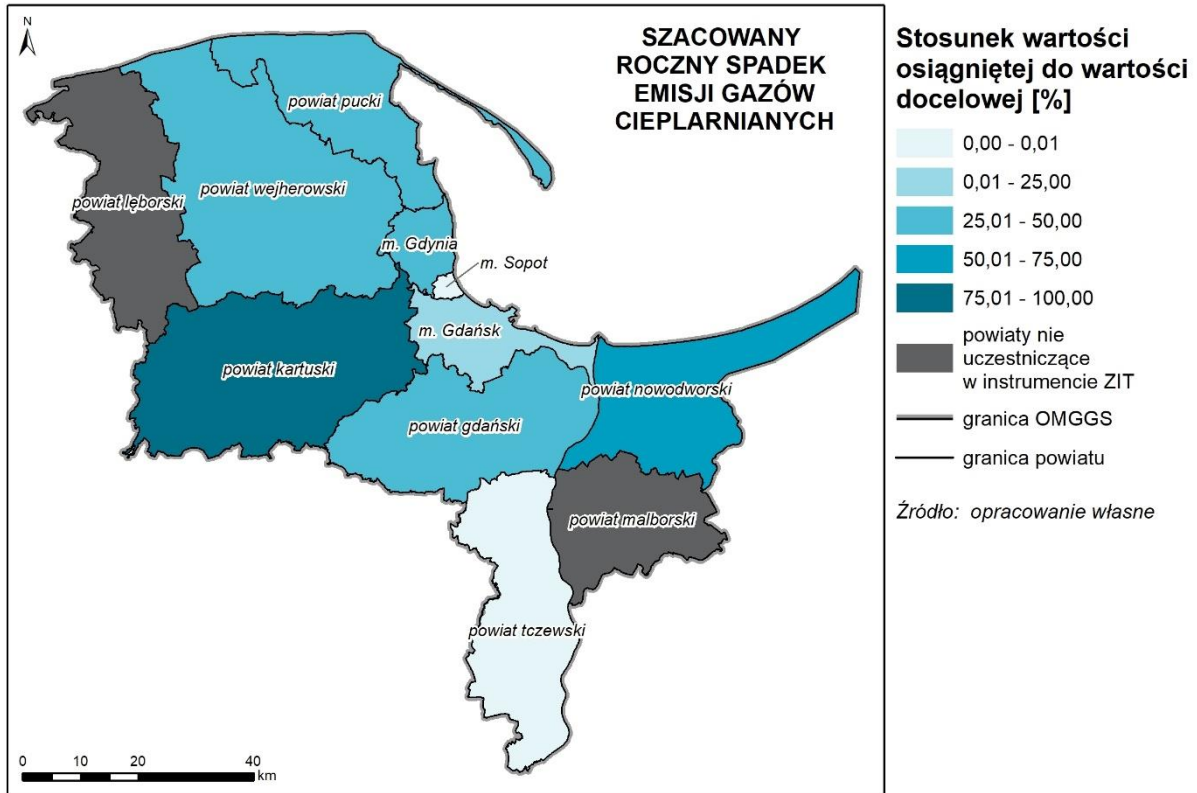 N
SZACOWANY
ROCZNY SPADEK
EMISJI GAZÓW
CIEPLARNIANYCH
powiat pucki
powiat wejherowski
powiat lęborski
m. Gdynia
m. Sopot
m. Gdańsk
powiat kartuski
powiat nowodworski
powiat gdański
powiat malborski
powiat tczewski
0 10 20 40
km
Stosunek wartości
osiągniętej do wartości
docelowej [%]
0,00 - 0,01
0,01 - 25,00
25,01 - 50,00
50,01 - 75,00
75,01 - 100,00
powiaty nie
uczestniczące
w instrumencie ZIT
granica OMGGS
granica powiatu
Źródło: opracowanie własne